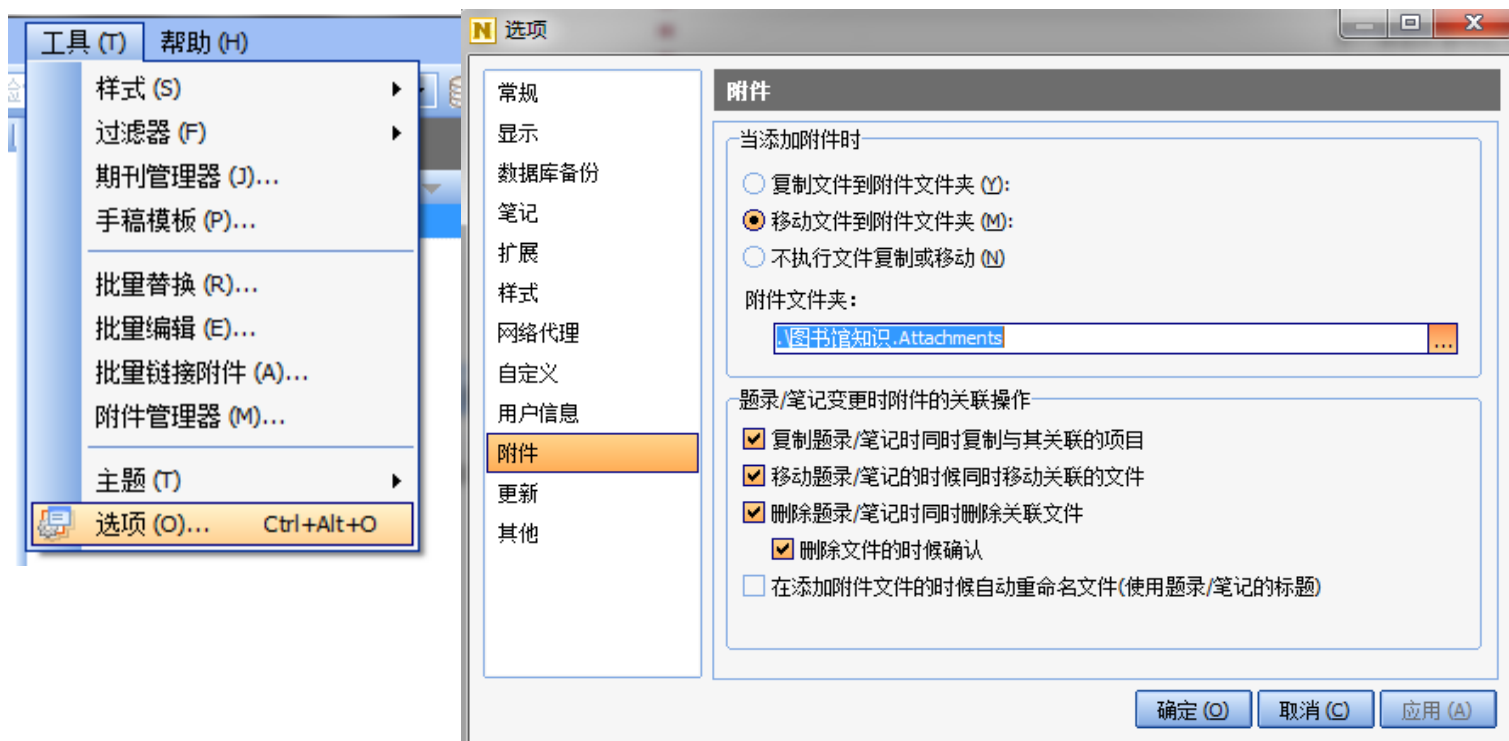 工具 (T) 帮助 (H)
样式 (S)
过滤器 (F)
期刊管理器 (J)...
手稿模板 (P)...
批量替换 (R)...
批量编辑 (E)...
批量链接附件 (A)...
附件管理器 (M)...
主题 (T)
选项 (O)... Ctrl+Alt+O
N 选项
常规
显示
数据库备份
笔记
扩展
样式
网络代理
自定义
用户信息
附件
更新
其他
附件
当添加附件时
复制文件到附件文件夹 (Y):
移动文件到附件文件夹 (M):
不执行文件复制或移动 (N)
附件文件夹:
.\图书馆知识.Attachments
...
题录/笔记变更时附件的关联操作
复制题录/笔记时同时复制与其关联的项目
移动题录/笔记的时候同时移动关联的文件
删除题录/笔记时同时删除关联文件
删除文件的时候确认
在添加附件文件的时候自动重命名文件(使用题录/笔记的标题)
确定 (O) 取消 (C) 应用 (A)